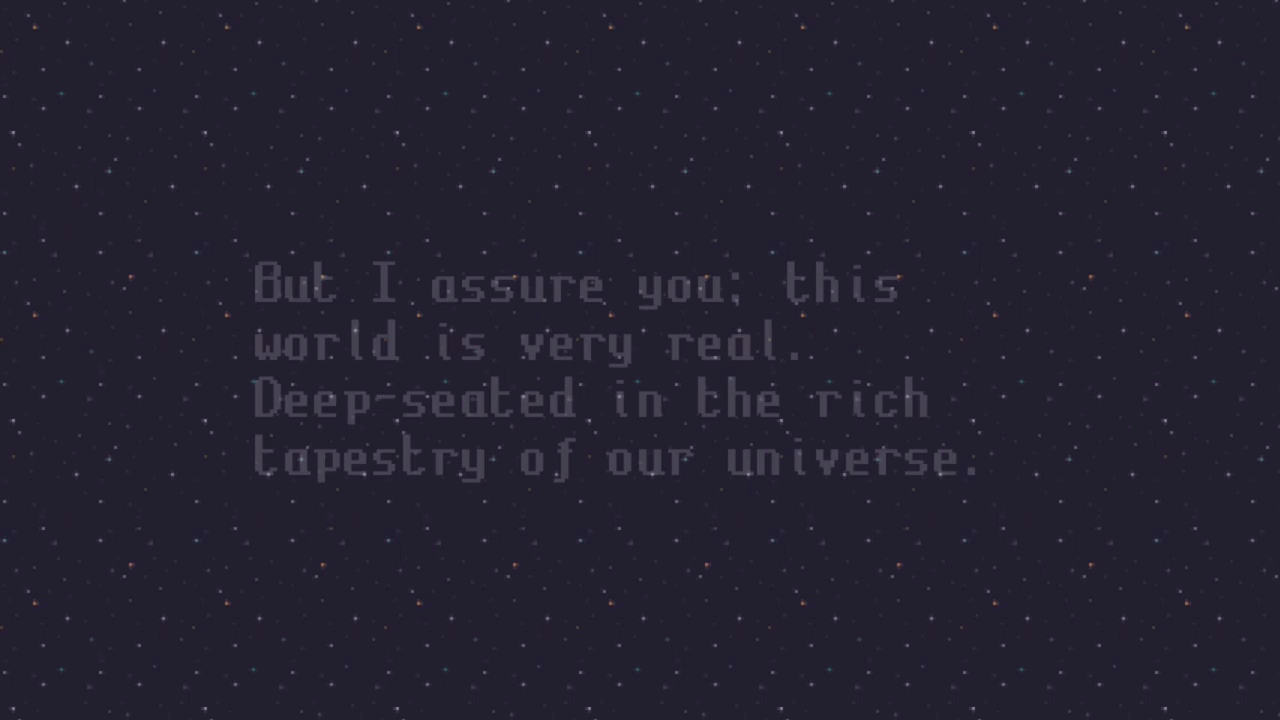 But I assure you; this
world is very real.
Deep-seated in the rich
tapestry of our universe.